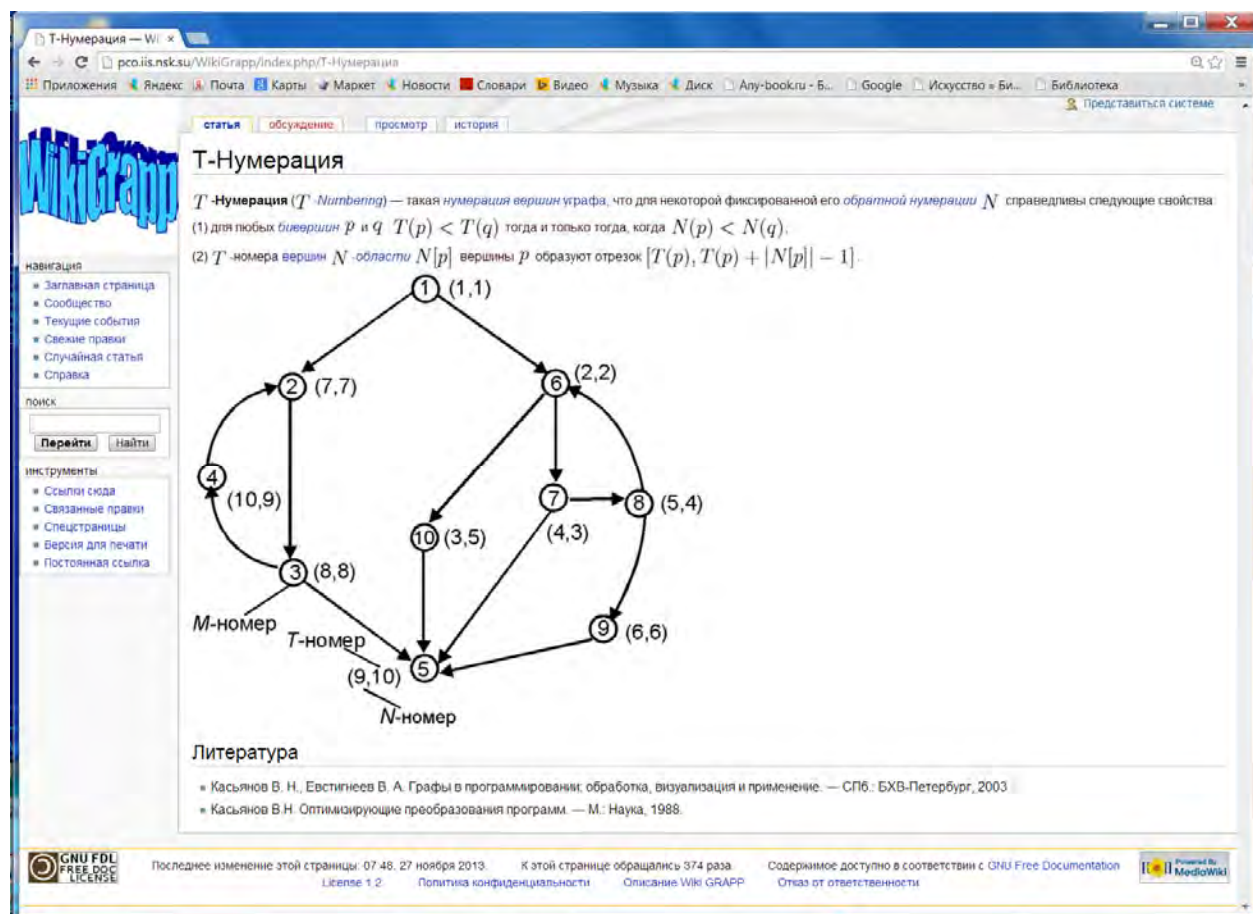 Т-Нумерация — Wi
pco.iis.nsk.su/WikiGrapp/index.php/Т-Нумерация
Приложения Яндекс Почта Карты Маркет Новости Словари Видео Музыка Диск Any-book.ru - Б... Google Искусство » Би... Библиотека
Представиться системе
WikiGrapp
статья обсуждение просмотр история
T-Нумерация
T -Нумерация (T -Numbering) — такая нумерация вершин уграфа, что для некоторой фиксированной его обратной нумерации N справедливы следующие свойства
(1) для любых бивершин p и q T(p) < T(q) тогда и только тогда, когда N(p) < N(q).
(2) T -номера вершин N -области N[p] вершины p образуют отрезок [T(p), T(p) + |N[p]| − 1].
навигация
Заглавная страница
Сообщество
Текущие события
Свежие правки
Случайная статья
Справка
поиск
Перейти Найти
инструменты
Ссылки сюда
Связанные правки
Спецстраницы
Версия для печати
Постоянная ссылка
1 (1,1)
2 (7,7)
6 (2,2)
4
(10,9)
7
(4,3)
8 (5,4)
10 (3,5)
3 (8,8)
9 (6,6)
M-номер
T-номер
(9,10) 5
N-номер
Литература
Касьянов В. Н., Евстигнеев В. А. Графы в программировании: обработка, визуализация и применение. — СПб.: БХВ-Петербург, 2003
Касьянов В.Н. Оптимизирующие преобразования программ. — М.: Наука, 1988.
GNU FDL
FREE DOC
LICENSE
Последнее изменение этой страницы: 07:48, 27 ноября 2013. К этой странице обращались 374 раза. Содержимое доступно в соответствии с GNU Free Documentation
License 1.2. Политика конфиденциальности Описание Wiki GRAPP Отказ от ответственности
Powered By
MediaWiki